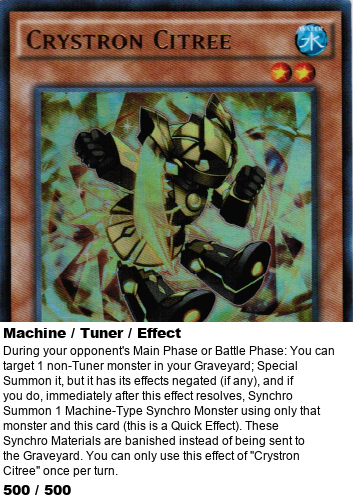 Crystron Citree
WATER
水
Machine / Tuner / Effect
During your opponent's Main Phase or Battle Phase: You can
target 1 non-Tuner monster in your Graveyard; Special
Summon it, but it has its effects negated (if any), and if
you do, immediately after this effect resolves, Synchro
Summon 1 Machine-Type Synchro Monster using only that
monster and this card (this is a Quick Effect). These
Synchro Materials are banished instead of being sent to
the Graveyard. You can only use this effect of "Crystron
Citree" once per turn.
500 / 500